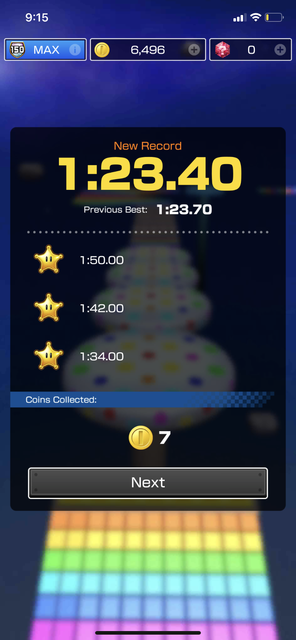 9:15
150 MAX i 6,496 + 0 +
New Record
1:23.40
Previous Best: 1:23.70
1:50.00
1:42.00
1:34.00
Coins Collected:
7
Next